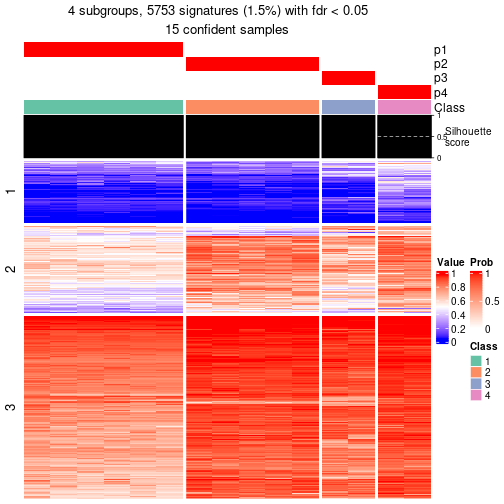 4 subgroups, 5753 signatures (1.5%) with fdr < 0.05
15 confident samples
p1
p2
p3
p4
Class
1
0.5
0
Silhouette
score
1
2
3
Value
1
0.8
0.6
0.4
0.2
0
Prob
1
0.5
0
Class
1
2
3
4